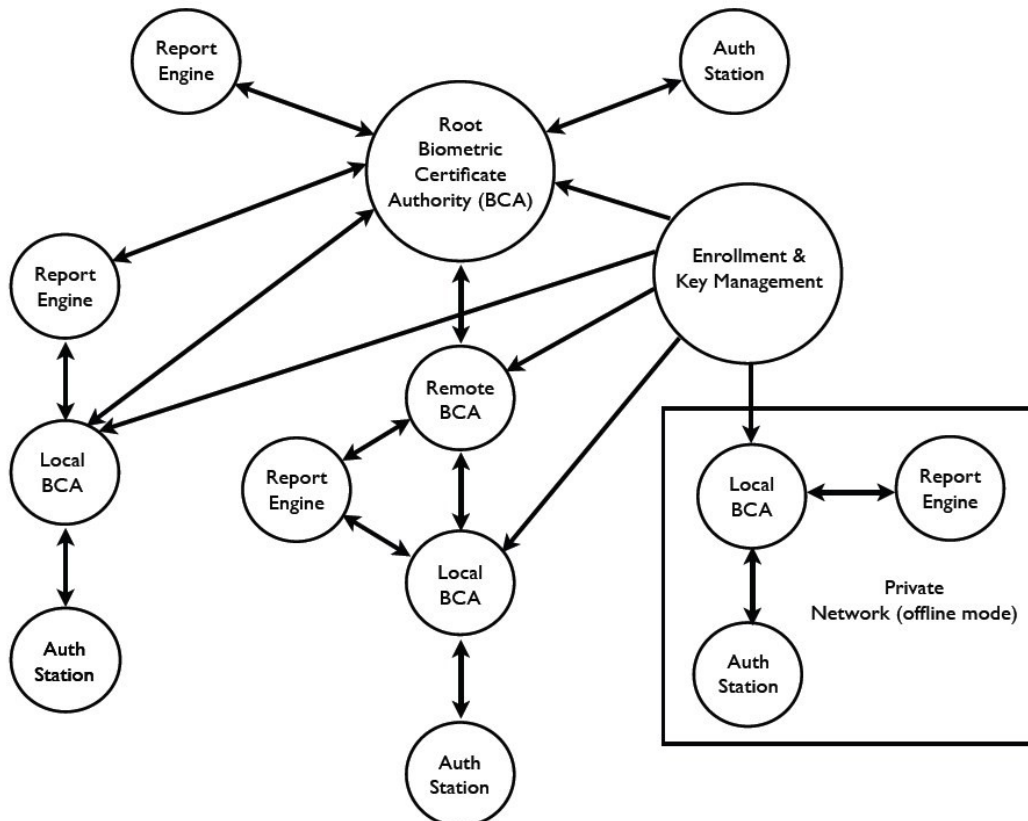 Report
Engine
Auth
Station
Root
Biometric
Certificate
Authority (BCA)
Enrollment &
Key Management
Report
Engine
Remote
BCA
Local
BCA
Report
Engine
Local
BCA
Report
Engine
Local
BCA
Private
Network (offline mode)
Auth
Station
Auth
Station
Auth
Station